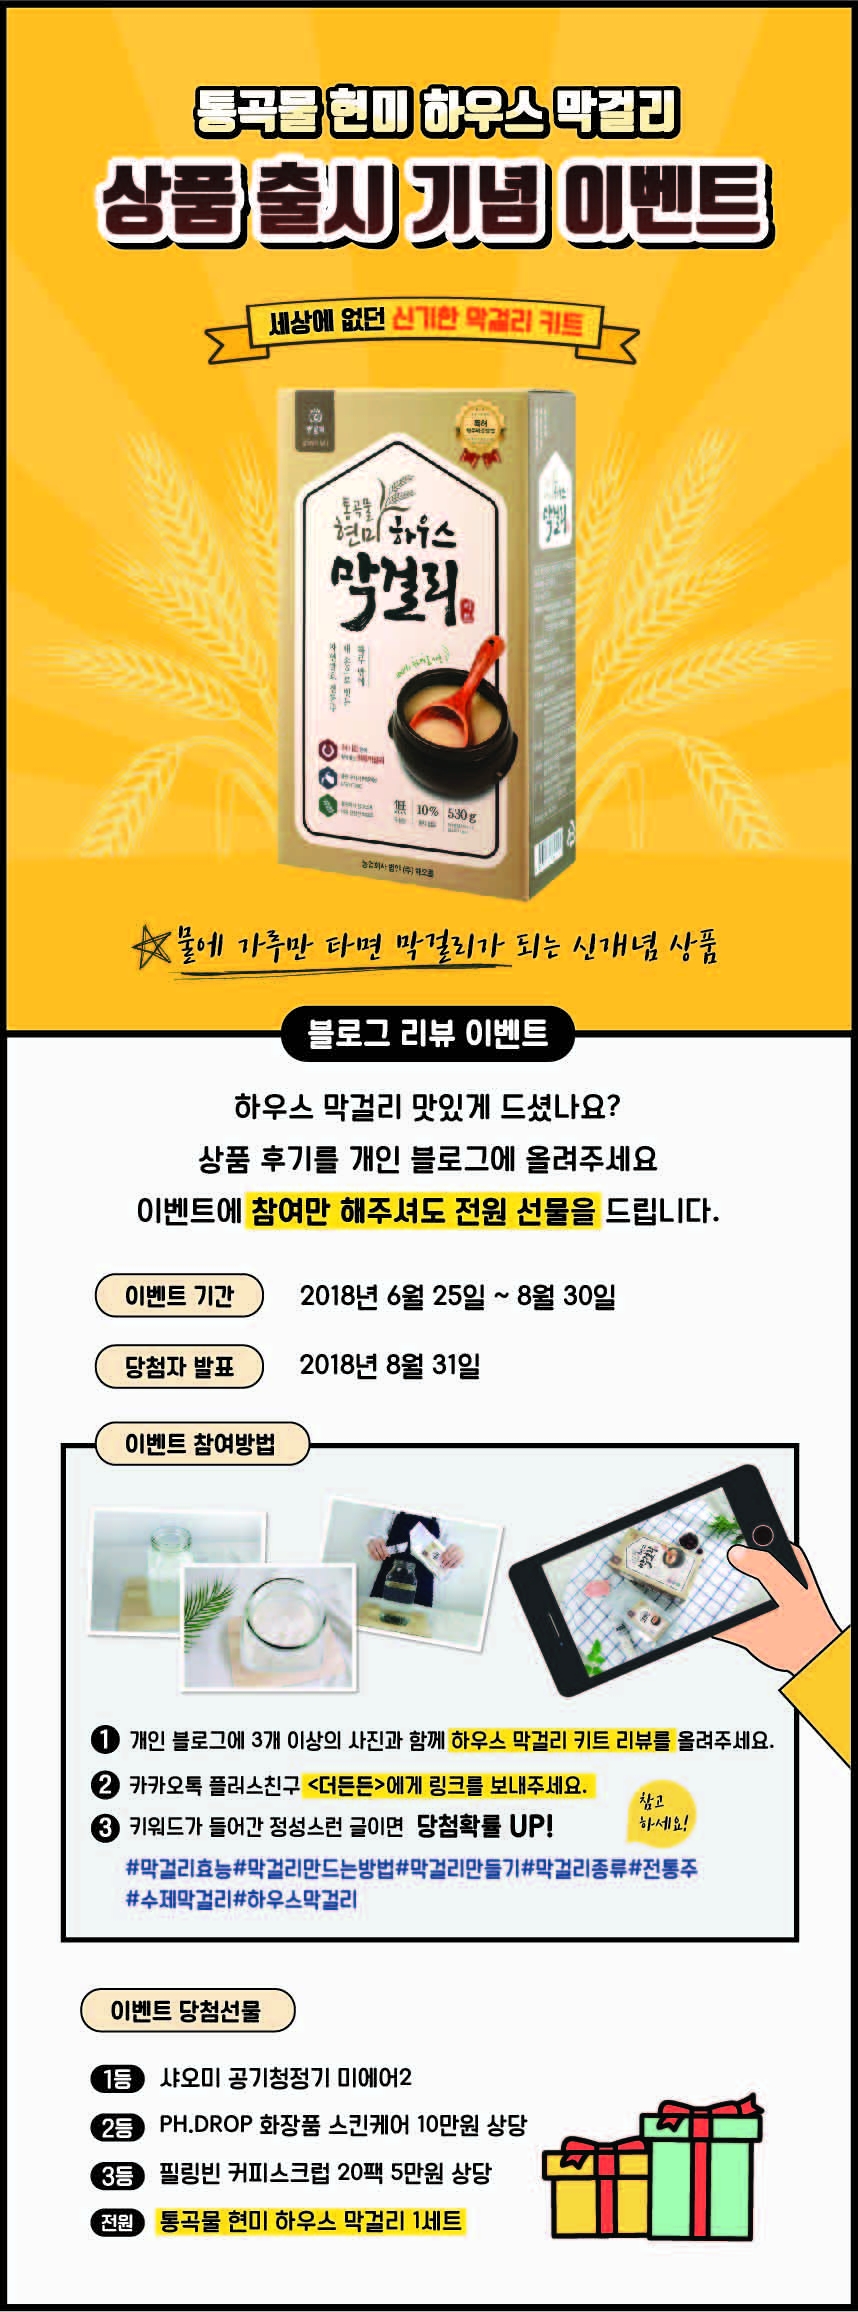 통곡물 현미 하우스 막걸리
상품 출시 기념 이벤트
세상에 없던 신기한 막걸리 키트
특허
통곡물
현미 하우스
막걸리
無
10%
530g
막걸리
물에 가루만 타면 막걸리가 되는 신개념 상품
블로그 리뷰 이벤트
하우스 막걸리 맛있게 드셨나요?
상품 후기를 개인 블로그에 올려주세요
이벤트에 참여만 해주셔도 전원 선물을 드립니다.
이벤트 기간 2018년 6월 25일 ~ 8월 30일
당첨자 발표 2018년 8월 31일
이벤트 참여방법
막걸리
1 개인 블로그에 3개 이상의 사진과 함께 하우스 막걸리 키트 리뷰를 올려주세요.
2 카카오톡 플러스친구 <더든든>에게 링크를 보내주세요.
3 키워드가 들어간 정성스런 글이면 당첨확률 UP!
참고
하세요!
#막걸리효능#막걸리만드는방법#막걸리만들기#막걸리종류#전통주
#수제막걸리#하우스막걸리
이벤트 당첨선물
1등 샤오미 공기청정기 미에어2
2등 PH.DROP 화장품 스킨케어 10만원 상당
3등 필링빈 커피스크럽 20팩 5만원 상당
전원 통곡물 현미 하우스 막걸리 1세트